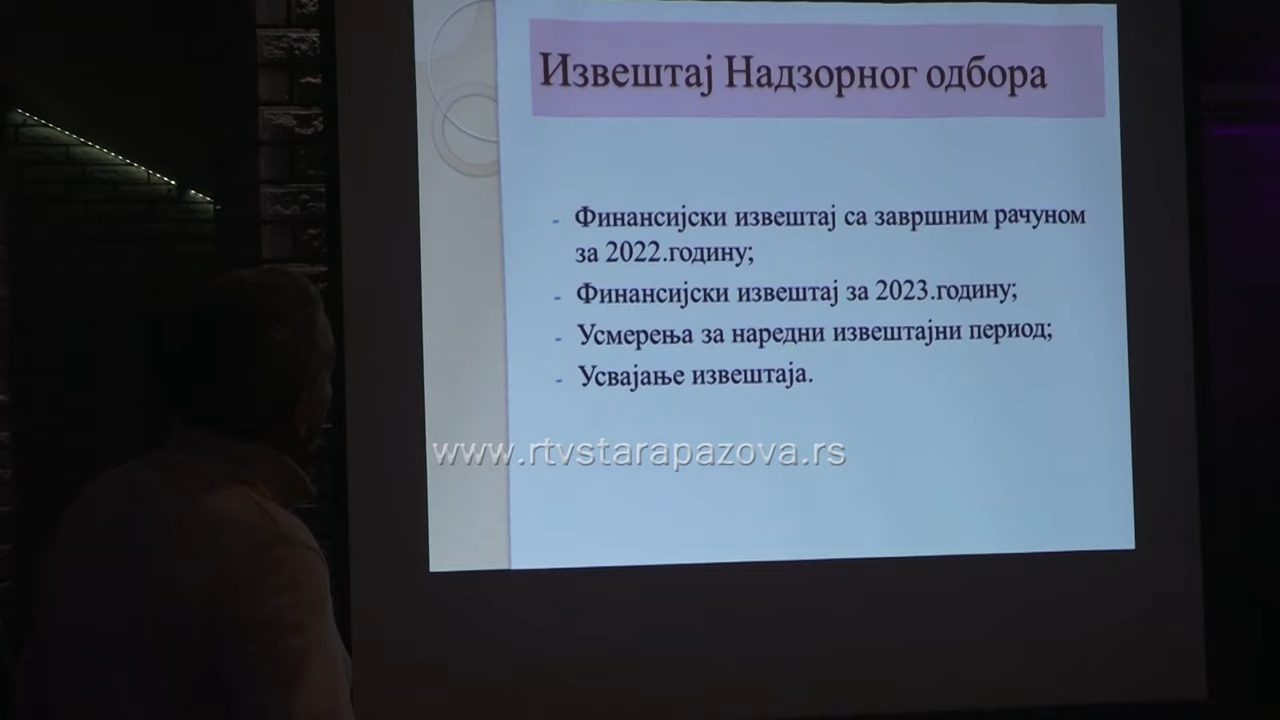 Извештај Надзорног одбора
- Финансијски извештај са завршним рачуном
за 2022.годину;
- Финансијски извештај за 2023.годину;
- Усмерења за наредни извештајни период;
- Усвајање извештаја.
www.rtvstarapazova.rs